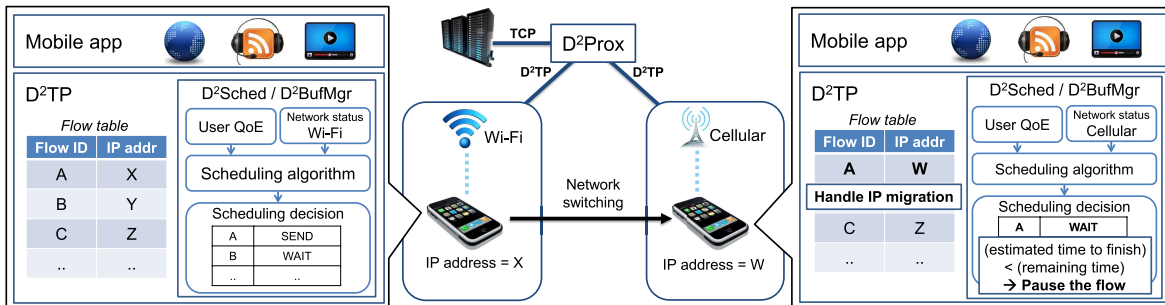 Mobile app
D²TP
Flow table
Flow ID IP addr
A X
B Y
C Z
.. ..
D²Sched / D²BufMgr
User QoE
Network status
Wi-Fi
Scheduling algorithm
Scheduling decision
A SEND
B WAIT
.. ..
TCP
D²Prox
D²TP
D²TP
Wi-Fi
Cellular
Network
switching
IP address = X
IP address = W
Mobile app
D²TP
Flow table
Flow ID IP addr
A W
Handle IP migration
C Z
.. ..
D²Sched / D²BufMgr
User QoE
Network status
Cellular
Scheduling algorithm
Scheduling decision
A WAIT
(estimated time to finish)
< (remaining time)
→ Pause the flow